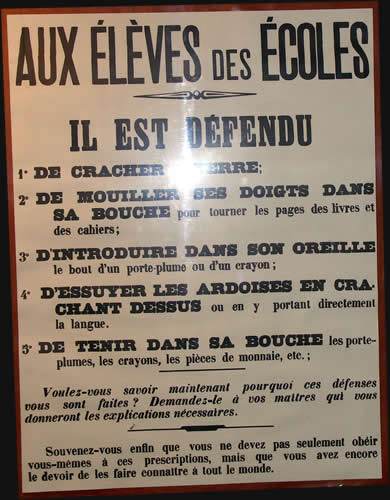 AUX ÉLÈVES DES ÉCOLES
IL EST DÉFENDU
1° DE CRACHER TERRE;
2° DE MOUILLER SES DOIGTS DANS
SA BOUCHE pour tourner les pages des livres et
des cahiers;
3° D'INTRODUIRE DANS SON OREILLE
le bout d'un porte-plume ou d'un crayon;
4° D'ESSUYER LES ARDOISES EN CRA-
CHANT DESSUS ou en y portant directement
la langue.
5° DE TENIR DANS SA BOUCHE les porte-
plumes, les crayons, les pièces de monnaie, etc.;
Voulez-vous savoir maintenant pourquoi ces défenses
vous sont faites? Demandez-le à vos maîtres qui vous
donneront les explications nécessaires.
Souvenez-vous enfin que vous ne devez pas seulement obéir
vous-mêmes à ces prescriptions, mais que vous avez encore
le devoir de les faire connaître à tout le monde.